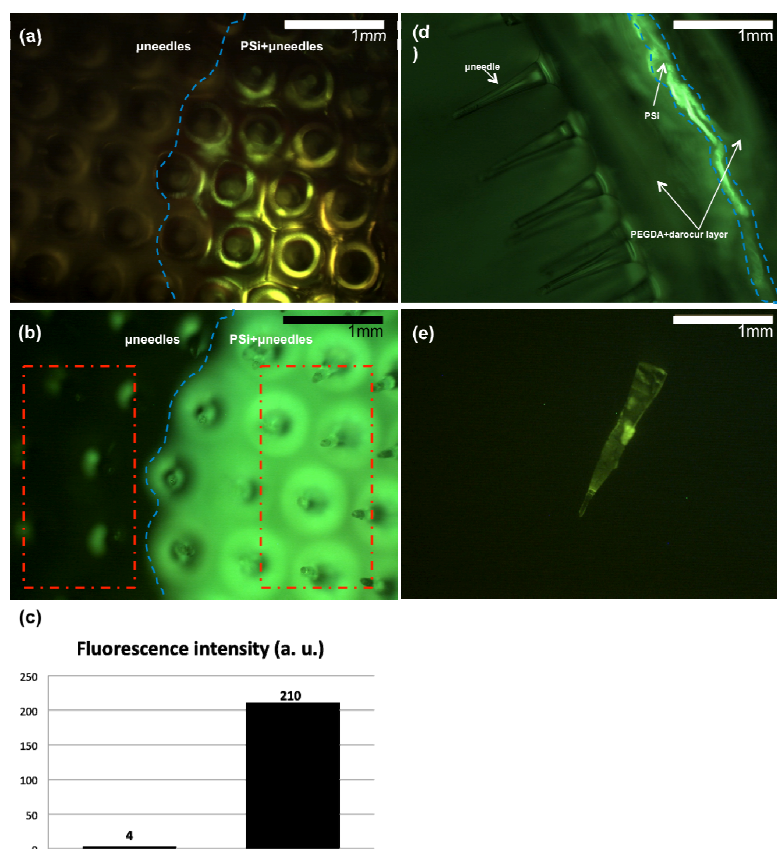 (a)
µneedles
PSi+µneedles
1mm
(b)
µneedles
PSi+µneedles
1mm
(c)
Fluorescence intensity (a. u.)
250
200
150
100
50
0
4
210
(d
)
1mm
µneedle
PSi
PEGDA+darocur layer
(e)
1mm